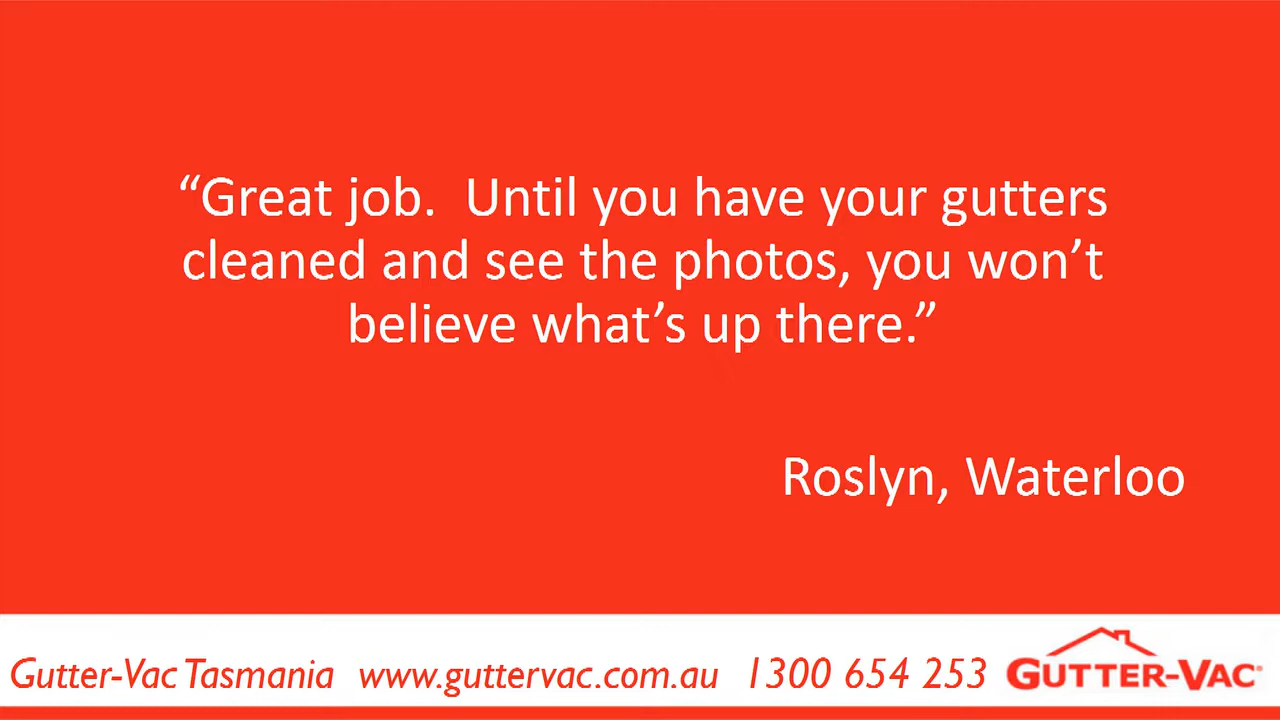 “Great job.  Until you have your gutters
cleaned and see the photos, you won’t
believe what’s up there.”
Roslyn, Waterloo
Gutter-Vac Tasmania  www.guttervac.com.au  1300 654 253
GUTTER-VAC®